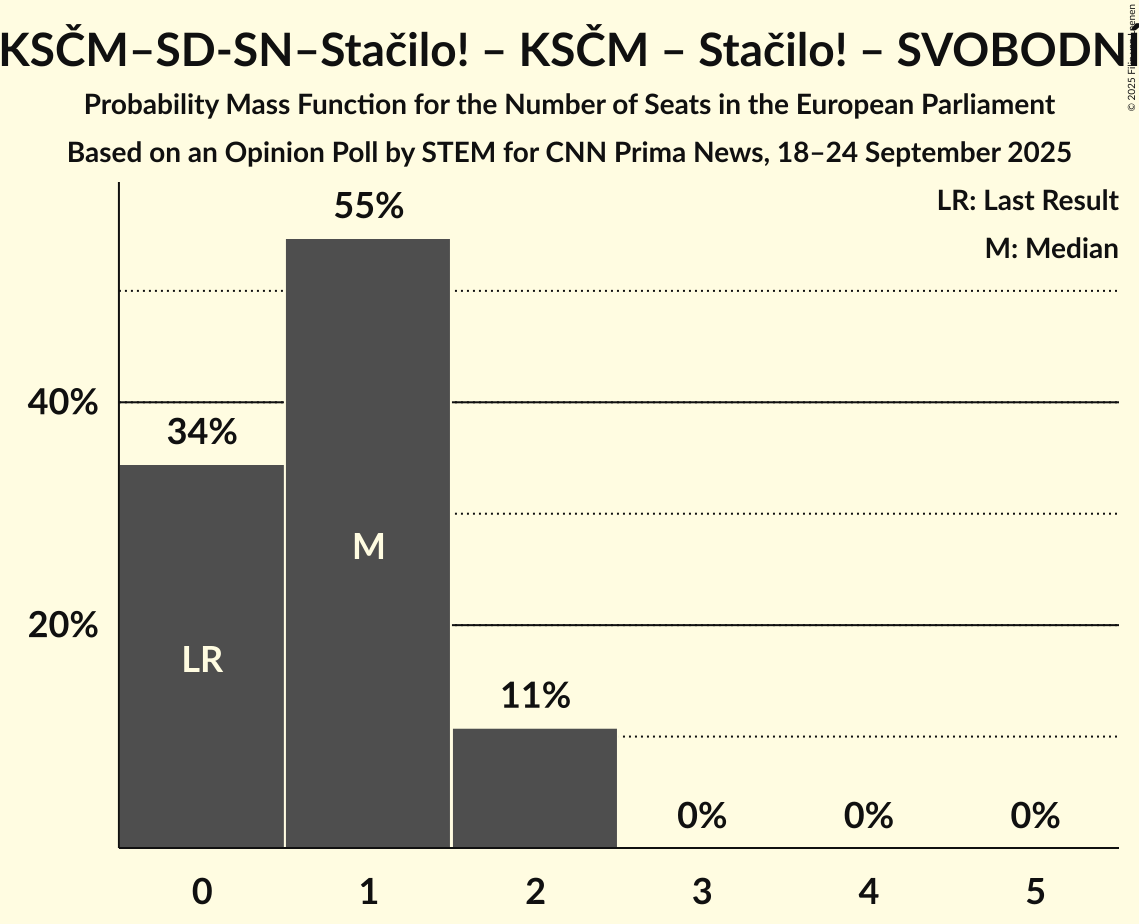 KSČM–SD-SN–Stačilo! – KSČM – Stačilo! – SVOBODNÍ
Probability Mass Function for the Number of Seats in the European Parliament
Based on an Opinion Poll by STEM for CNN Prima News, 18–24 September 2025
LR: Last Result
M: Median
55%
40%
34%
M
20%
LR
11%
0% 0% 0%
0 1 2 3 4 5
© 2025